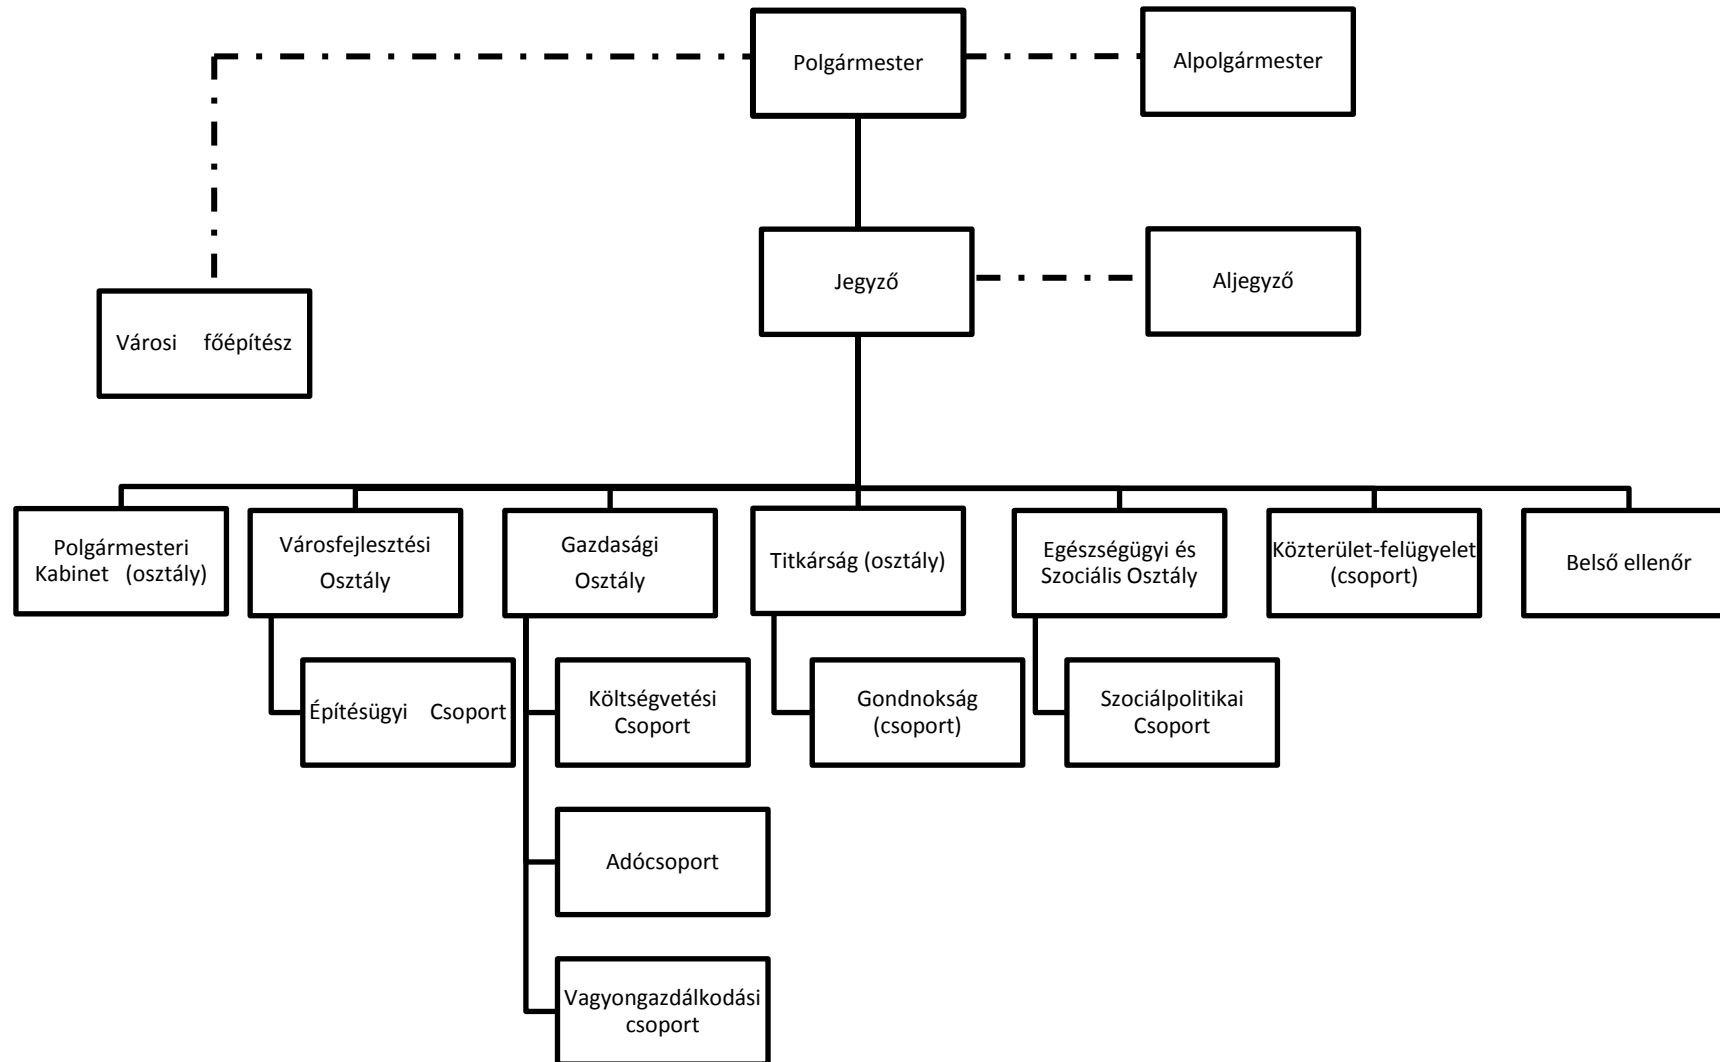 Polgármester
Alpolgármester
Jegyző
Aljegyző
Városi főépítész
Polgármesteri
Kabinet (osztály)
Városfejlesztési
Osztály
Gazdasági
Osztály
Titkárság (osztály)
Egészségügyi és
Szociális Osztály
Közterület-felügyelet
(csoport)
Belső ellenőr
Építésügyi Csoport
Költségvetési
Csoport
Gondnokság
(csoport)
Szociálpolitikai
Csoport
Adócsoport
Vagyongazdálkodási
csoport